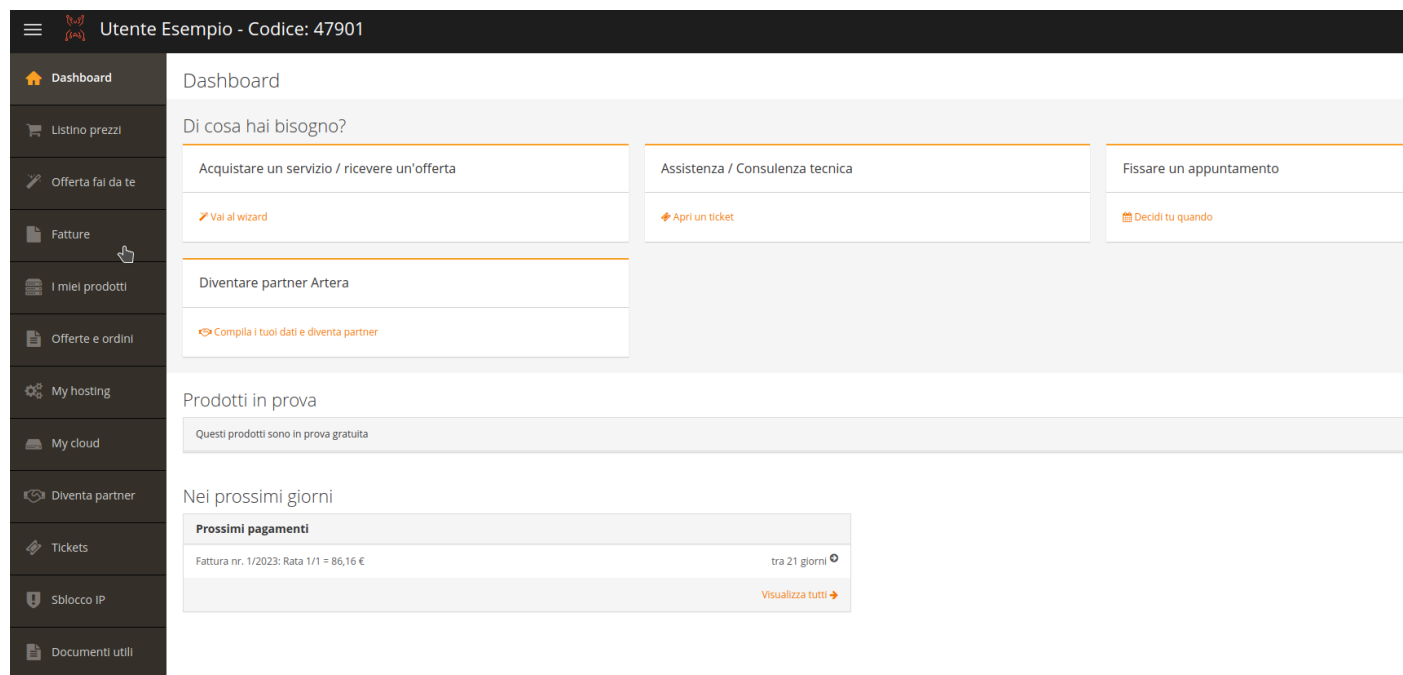 Utente Esempio - Codice: 47901
Dashboard
Listino prezzi
Offerta fai da te
Fatture
I miei prodotti
Offerte e ordini
My hosting
My cloud
Diventa partner
Tickets
Sblocco IP
Documenti utili
Dashboard
Di cosa hai bisogno?
Acquistare un servizio / ricevere un'offerta
Vai al wizard
Assistenza / Consulenza tecnica
Apri un ticket
Fissare un appuntamento
Decidi tu quando
Diventare partner Artera
Compila i tuoi dati e diventa partner
Prodotti in prova
Questi prodotti sono in prova gratuita
Nei prossimi giorni
Prossimi pagamenti
Fattura nr. 1/2023: Rata 1/1 = 86,16 € tra 21 giorni
Visualizza tutti